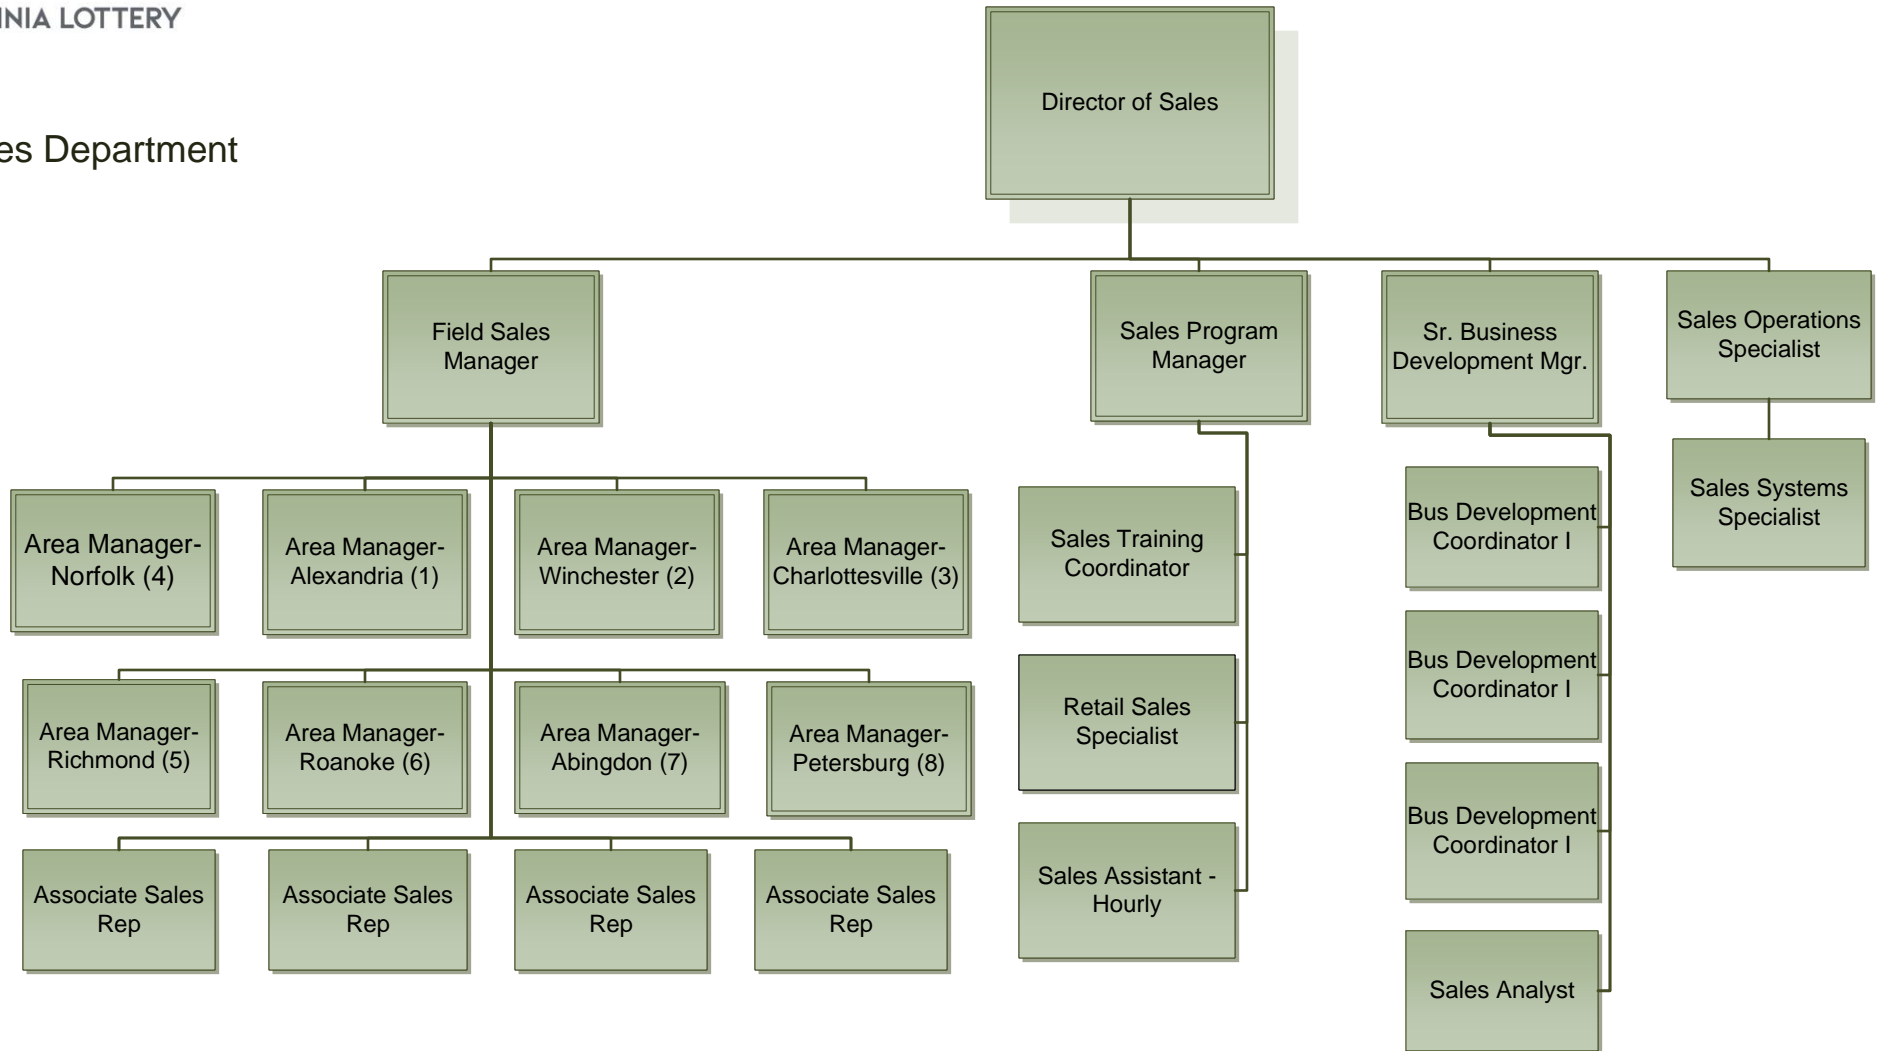 NIA LOTTERY
es Department
Director of Sales
Field Sales
Manager
Sales Program
Manager
Sr. Business
Development Mgr.
Sales Operations
Specialist
Area Manager-
Norfolk (4)
Area Manager-
Alexandria (1)
Area Manager-
Winchester (2)
Area Manager-
Charlottesville (3)
Area Manager-
Richmond (5)
Area Manager-
Roanoke (6)
Area Manager-
Abingdon (7)
Area Manager-
Petersburg (8)
Associate Sales
Rep
Associate Sales
Rep
Associate Sales
Rep
Associate Sales
Rep
Sales Training
Coordinator
Retail Sales
Specialist
Sales Assistant -
Hourly
Bus Development
Coordinator I
Bus Development
Coordinator I
Bus Development
Coordinator I
Sales Analyst
Sales Systems
Specialist